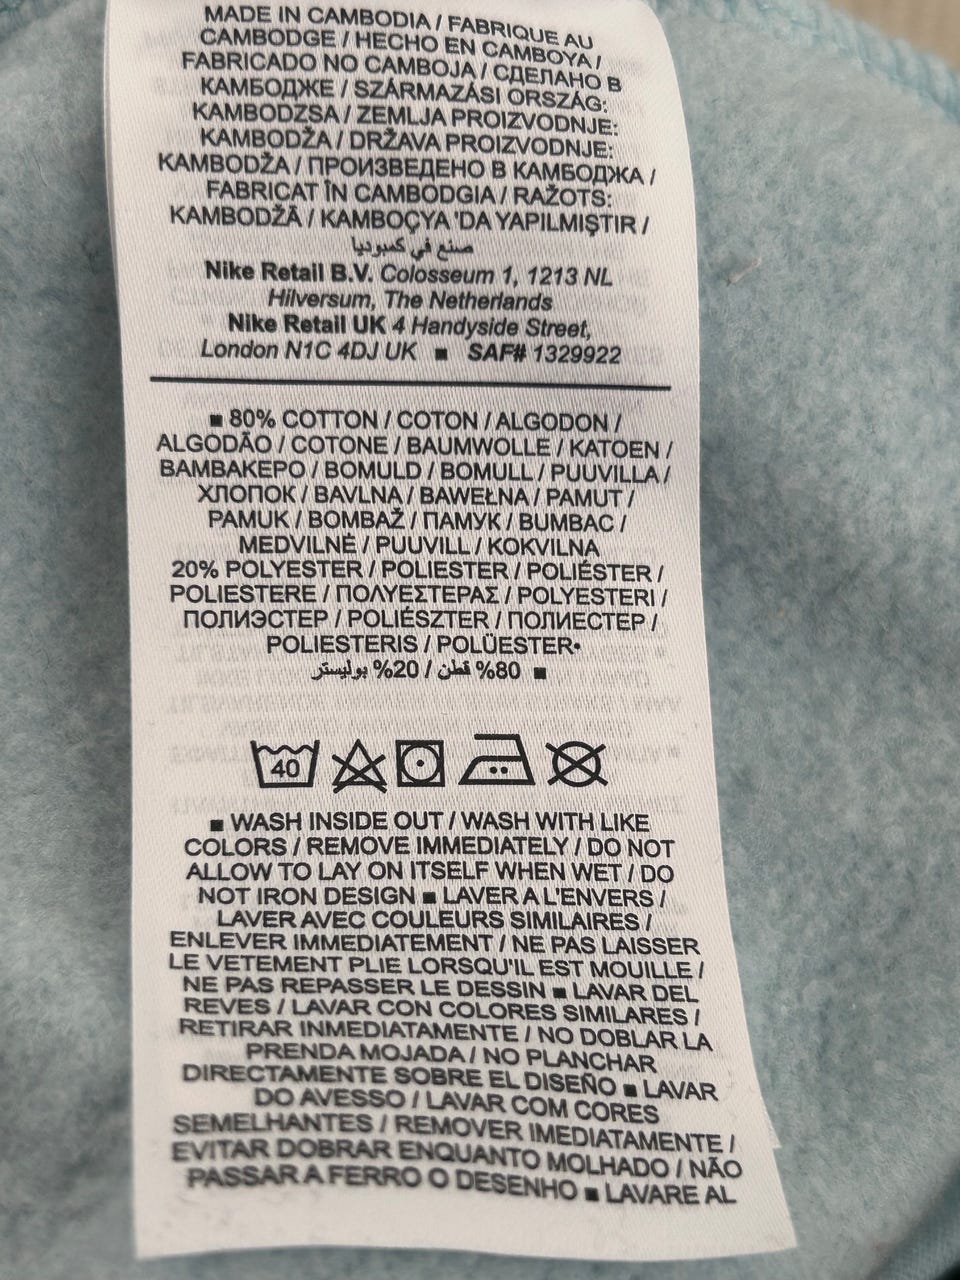 MADE IN CAMBODIA / FABRIQUE AU
CAMBODGE / HECHO EN CAMBOYA /
FABRICADO NO CAMBOJA / СДЕЛАНО В
КАМБОДЖЕ / SZÁRMAZÁSI ORSZÁG:
KAMBODZSA / ZEMLJA PROIZVODNJE:
KAMBODŽA / DRŽAVA PROIZVODNJE:
KAMBODŽA / ПРОИЗВЕДЕНО В КАМБОДЖА /
FABRICAT ÎN CAMBODGIA / RAŽOTS:
KAMBODŽĀ / KAMBOÇYA 'DA YAPILMIŞTIR /
صنع في كمبوديا
Nike Retail B.V. Colosseum 1, 1213 NL
Hilversum, The Netherlands
Nike Retail UK 4 Handyside Street,
London N1C 4DJ UK ■ SAF# 1329922
■ 80% COTTON / COTON / ALGODON /
ALGODÃO / COTONE / BAUMWOLLE / KATOEN /
ΒΑΜΒΑΚΕΡΟ / BOMULD / BOMULL / PUUVILLA /
ХЛОПОК / BAVLNA / BAWEŁNA / PAMUT /
PAMUK / BOMBAŽ / ПАМУК / BUMBAC /
MEDVILNĖ / PUUVILL / KOKVILNA
20% POLYESTER / POLIESTER / POLIÉSTER /
POLIESTERE / ΠΟΛΥΕΣΤΕΡΑΣ / POLYESTERI /
ПОЛИЭСТЕР / POLIÉSZTER / ПОЛИЕСТЕР /
POLIESTERIS / POLÜESTER•
■ 80% قطن / 20% بوليستر
40
■ WASH INSIDE OUT / WASH WITH LIKE
COLORS / REMOVE IMMEDIATELY / DO NOT
ALLOW TO LAY ON ITSELF WHEN WET / DO
NOT IRON DESIGN ■ LAVER A L'ENVERS /
LAVER AVEC COULEURS SIMILAIRES /
ENLEVER IMMEDIATEMENT / NE PAS LAISSER
LE VETEMENT PLIE LORSQU'IL EST MOUILLE /
NE PAS REPASSER LE DESSIN ■ LAVAR DEL
REVES / LAVAR CON COLORES SIMILARES /
RETIRAR INMEDIATAMENTE / NO DOBLAR LA
PRENDA MOJADA / NO PLANCHAR
DIRECTAMENTE SOBRE EL DISEÑO ■ LAVAR
DO AVESSO / LAVAR COM CORES
SEMELHANTES / REMOVER IMEDIATAMENTE /
EVITAR DOBRAR ENQUANTO MOLHADO / NÃO
PASSAR A FERRO O DESENHO ■ LAVARE AL